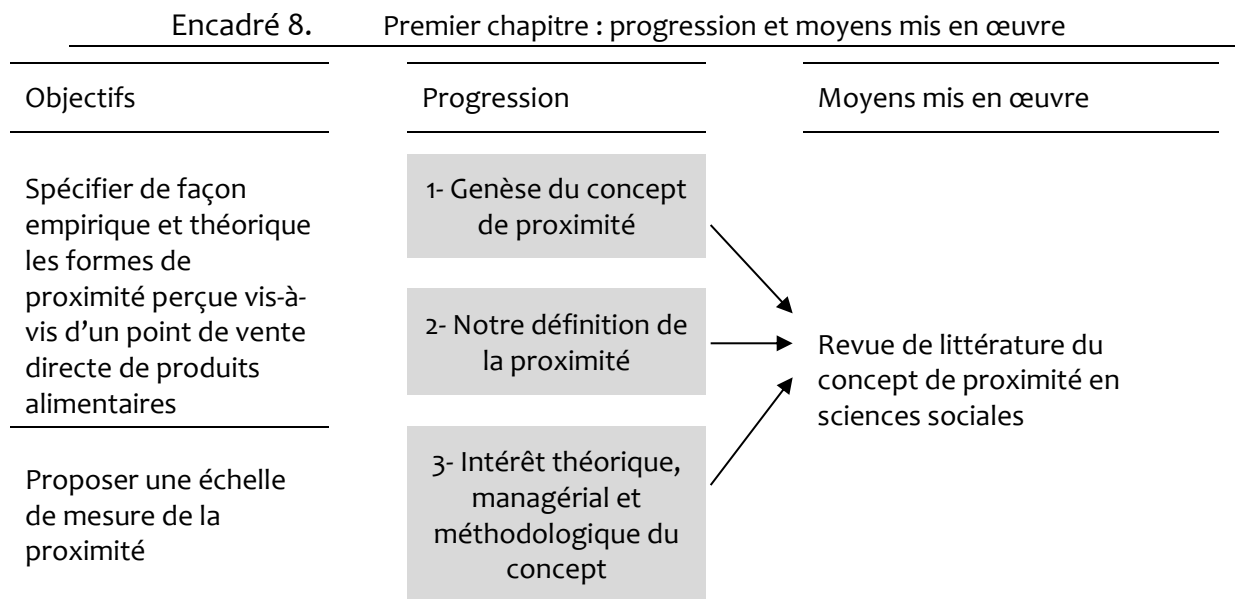 Encadré 8. Premier chapitre : progression et moyens mis en œuvre
Objectifs
Progression
Moyens mis en œuvre
Spécifier de façon
empirique et théorique
les formes de
proximité perçue vis-à-
vis d’un point de vente
directe de produits
alimentaires
Proposer une échelle
de mesure de la
proximité
1- Genèse du concept
de proximité
2- Notre définition de
la proximité
3- Intérêt théorique,
managérial et
méthodologique du
concept
Revue de littérature du
concept de proximité en
sciences sociales